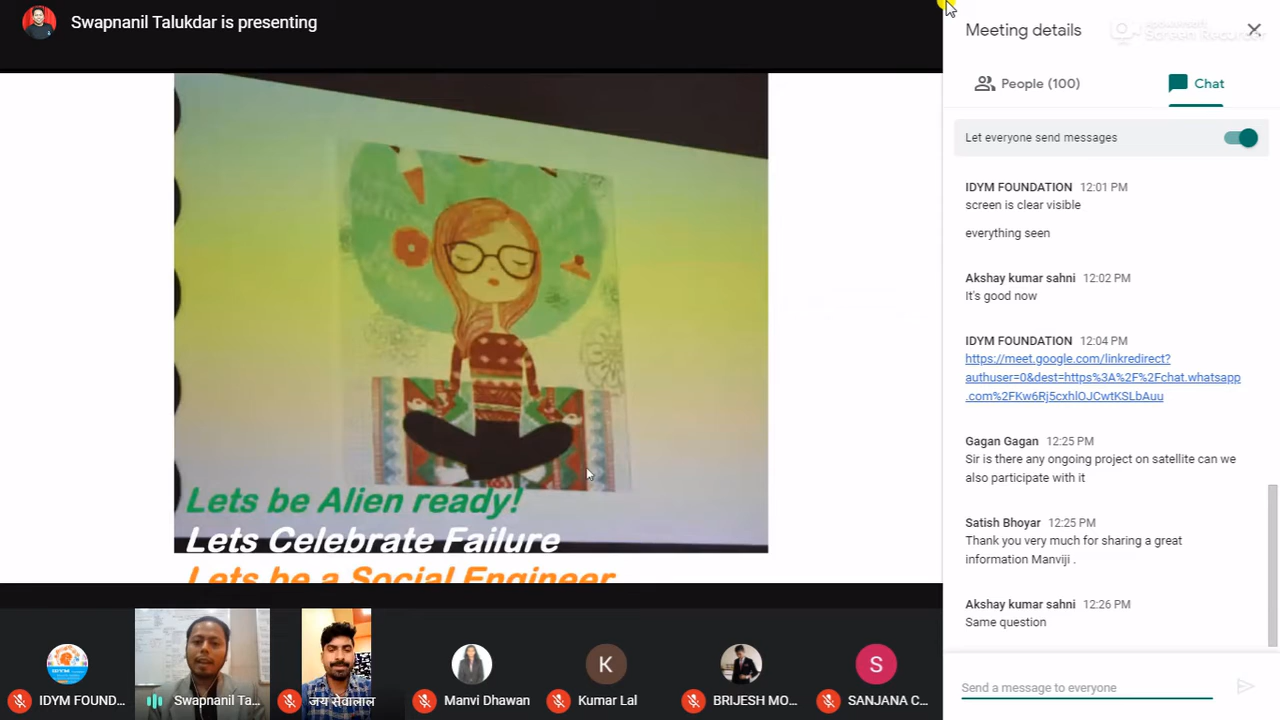 Swapnanil Talukdar is presenting
Lets be Alien ready!
Lets Celebrate Failure
Lets be a Social Engineer
IDYM FOUND...
Swapnanil Ta...
जय सेवालाल
Manvi Dhawan
K
Kumar Lal
BRIJESH MO...
S
SANJANA C...
Meeting details
Screen Recorder
People (100)
Chat
Let everyone send messages
IDYM FOUNDATION 12:01 PM
screen is clear visible
everything seen
Akshay kumar sahni 12:02 PM
It's good now
IDYM FOUNDATION 12:04 PM
https://meet.google.com/linkredirect?
authuser=0&dest=https%3A%2F%2Fchat.whatsapp
.com%2FKw6Rj5cxhlOJCwtKSLbAuu
Gagan Gagan 12:25 PM
Sir is there any ongoing project on satellite can we
also participate with it
Satish Bhoyar 12:25 PM
Thank you very much for sharing a great
information Manviji .
Akshay kumar sahni 12:26 PM
Same question
Send a message to everyone